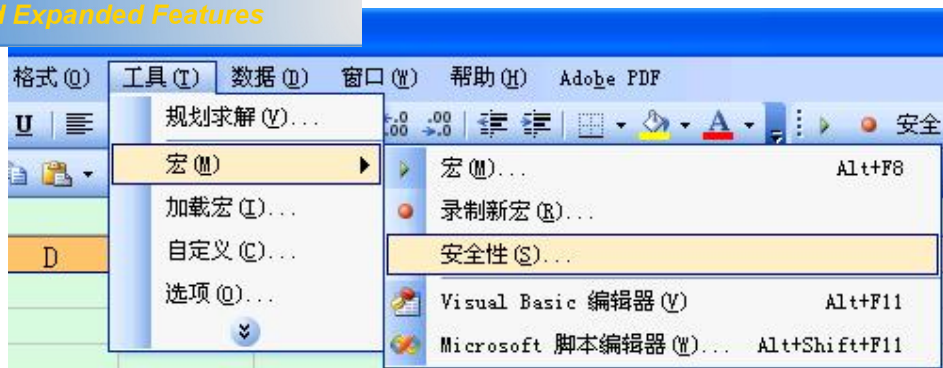 Expanded Features
格式(O) 工具(T) 数据(D) 窗口(W) 帮助(H) Adobe PDF
U 安全
规划求解(V)...
宏(M)
加载宏(I)...
自定义(C)...
选项(O)...
D
宏(M)... Alt+F8
录制新宏(R)...
安全性(S)...
Visual Basic 编辑器(V) Alt+F11
Microsoft 脚本编辑器(W)... Alt+Shift+F11